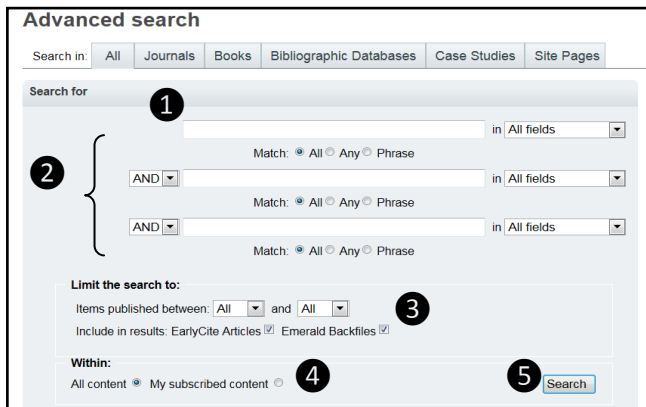 Advanced search
Search in: All Journals Books Bibliographic Databases Case Studies Site Pages
Search for
1
in All fields
Match: All Any Phrase
2
AND in All fields
Match: All Any Phrase
AND in All fields
Match: All Any Phrase
Limit the search to:
Items published between: All and All
3
Include in results: EarlyCite Articles Emerald Backfiles
Within:
All content My subscribed content 4 5 Search